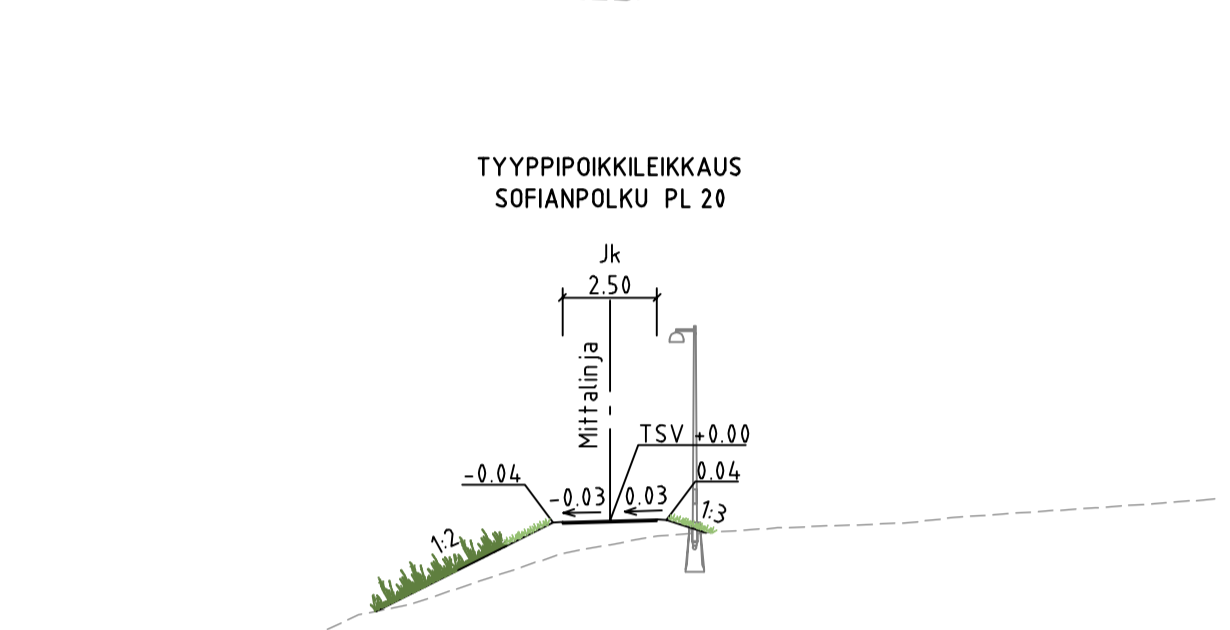 TYYPPIPOIKKILEIKKAUS
SOFIANPOLKU PL 20
Jk
2.50
Mittalinja
TSV +0.00
-0.04
0.04
-0.03
0.03
1:3
1:2